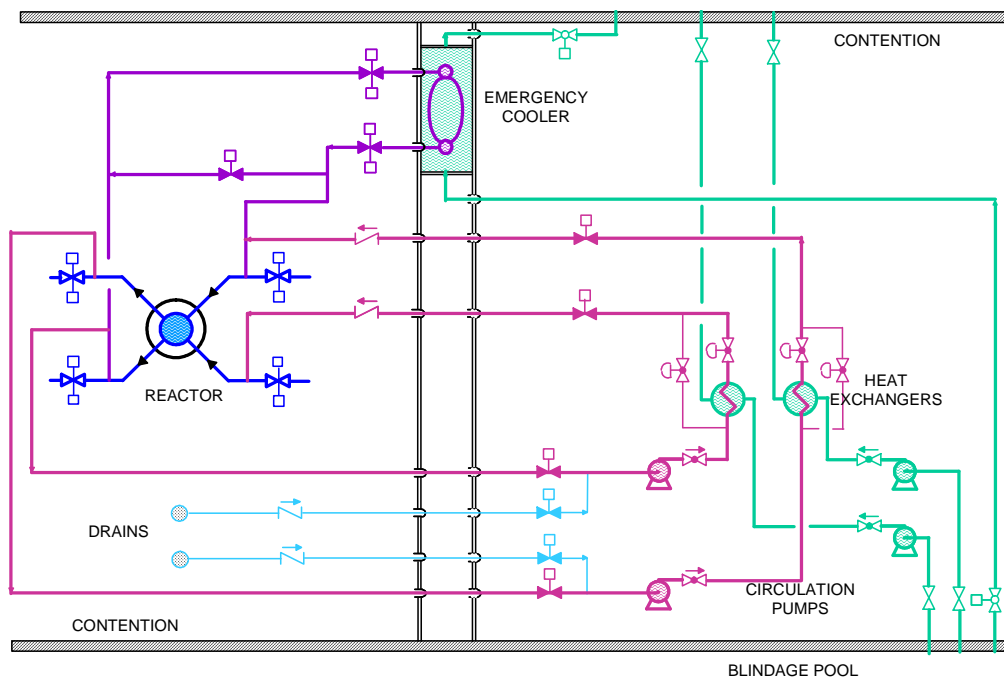 CONTENTION
EMERGENCY
COOLER
REACTOR
HEAT
EXCHANGERS
DRAINS
CIRCULATION
PUMPS
CONTENTION
BLINDAGE POOL